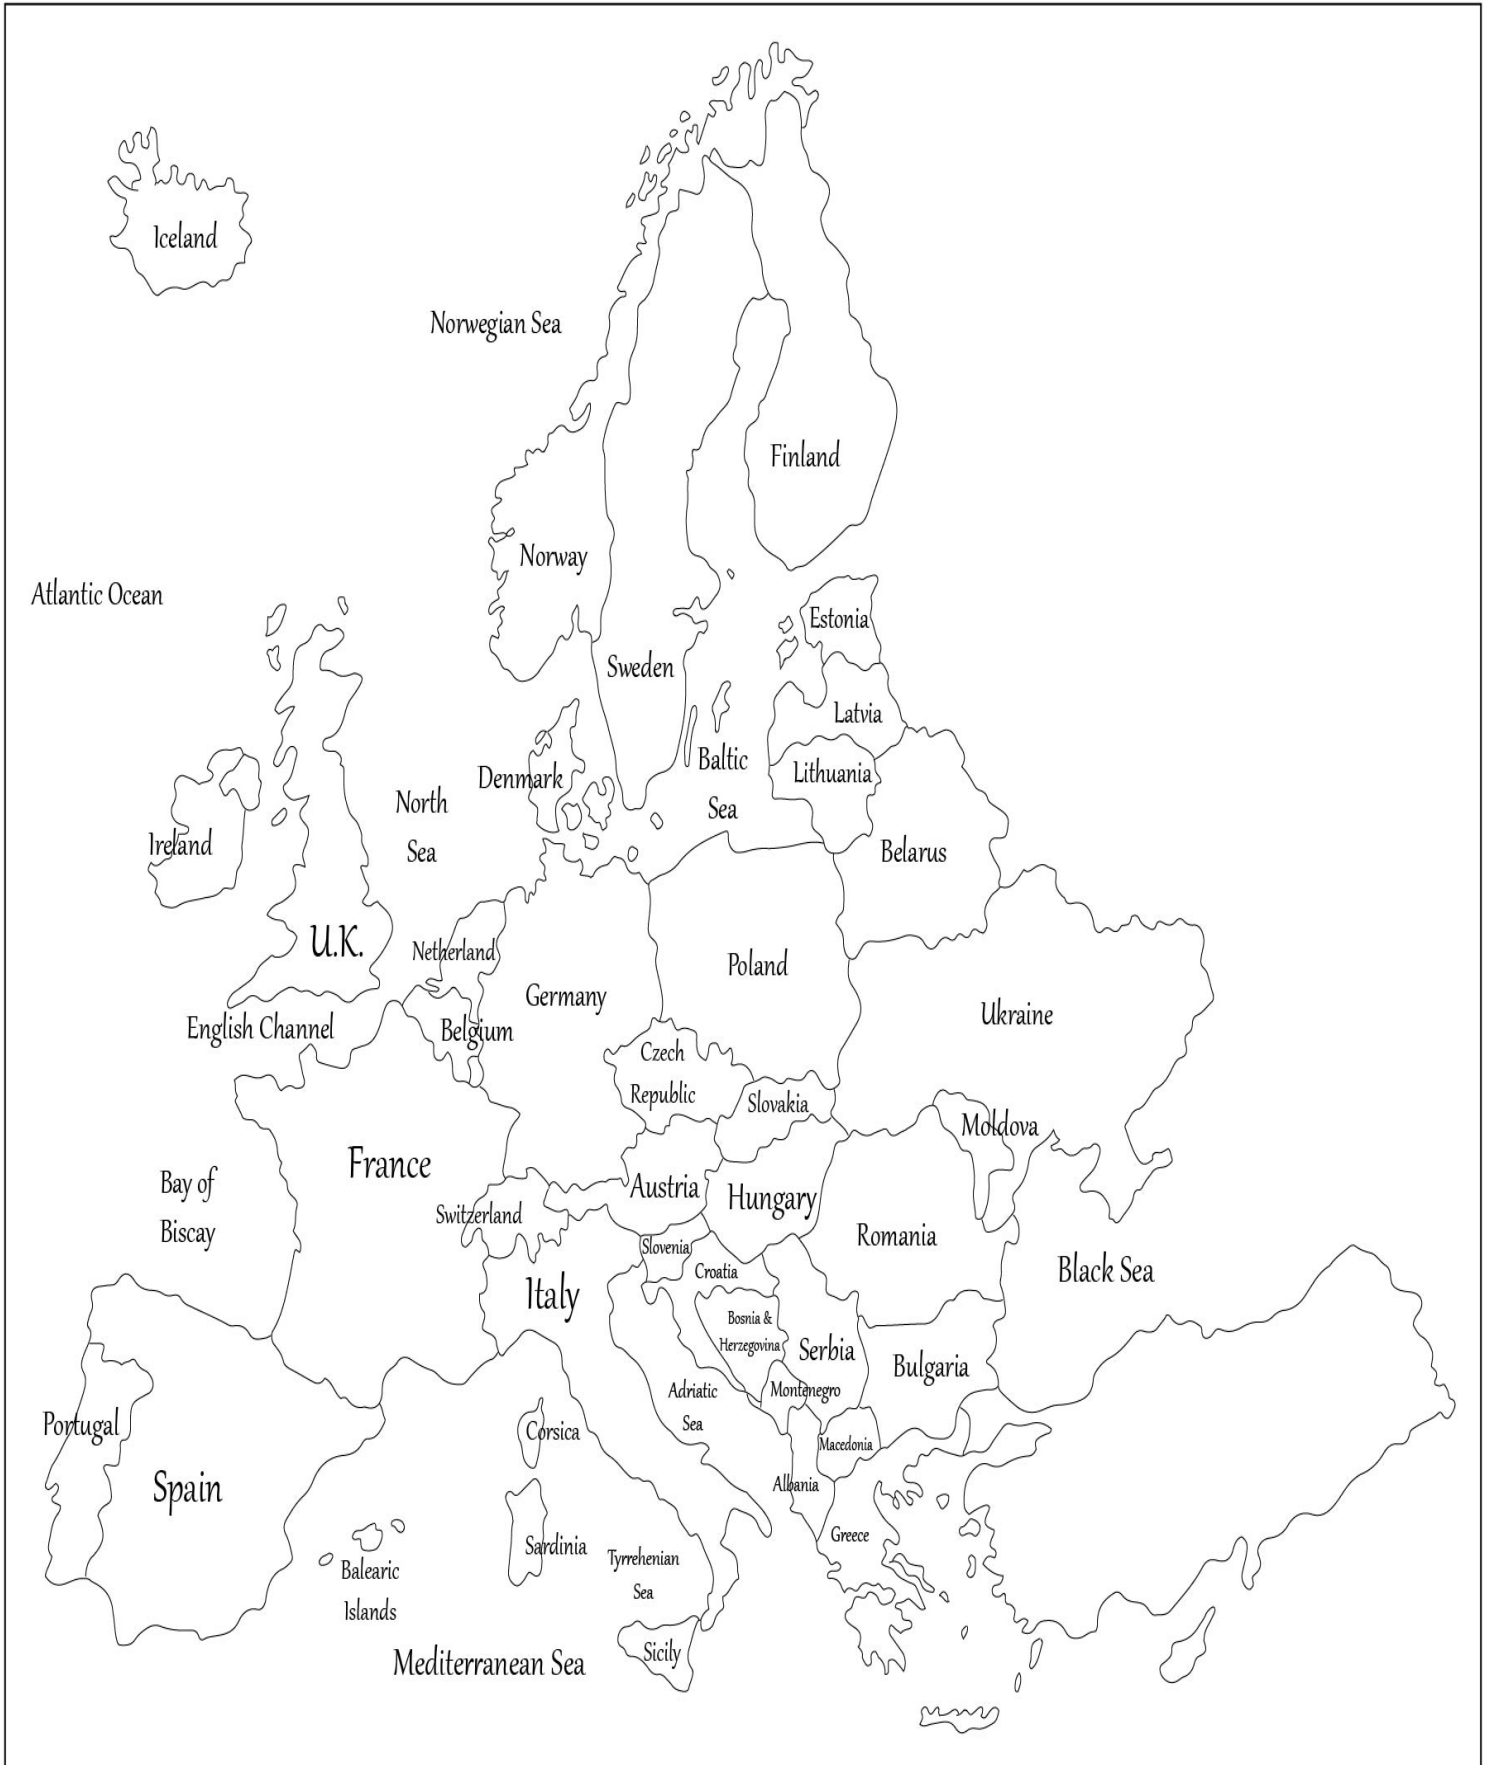 Iceland
Norwegian Sea
Finland
Norway
Atlantic Ocean
Estonia
Sweden
Latvia
Baltic
Sea
Lithuania
Denmark
North
Sea
Ireland
Belarus
U.K.
Netherland
Poland
Germany
Ukraine
English Channel
Belgium
Czech
Republic
Slovakia
Moldova
France
Bay of
Biscay
Austria
Hungary
Switzerland
Romania
Slovenia
Croatia
Black Sea
Italy
Bosnia &
Herzegovina
Serbia
Bulgaria
Adriatic
Sea
Montenegro
Portugal
Corsica
Macedonia
Spain
Albania
Greece
Sardinia
Tyrrehenian
Sea
Balearic
Islands
Sicily
Mediterranean Sea